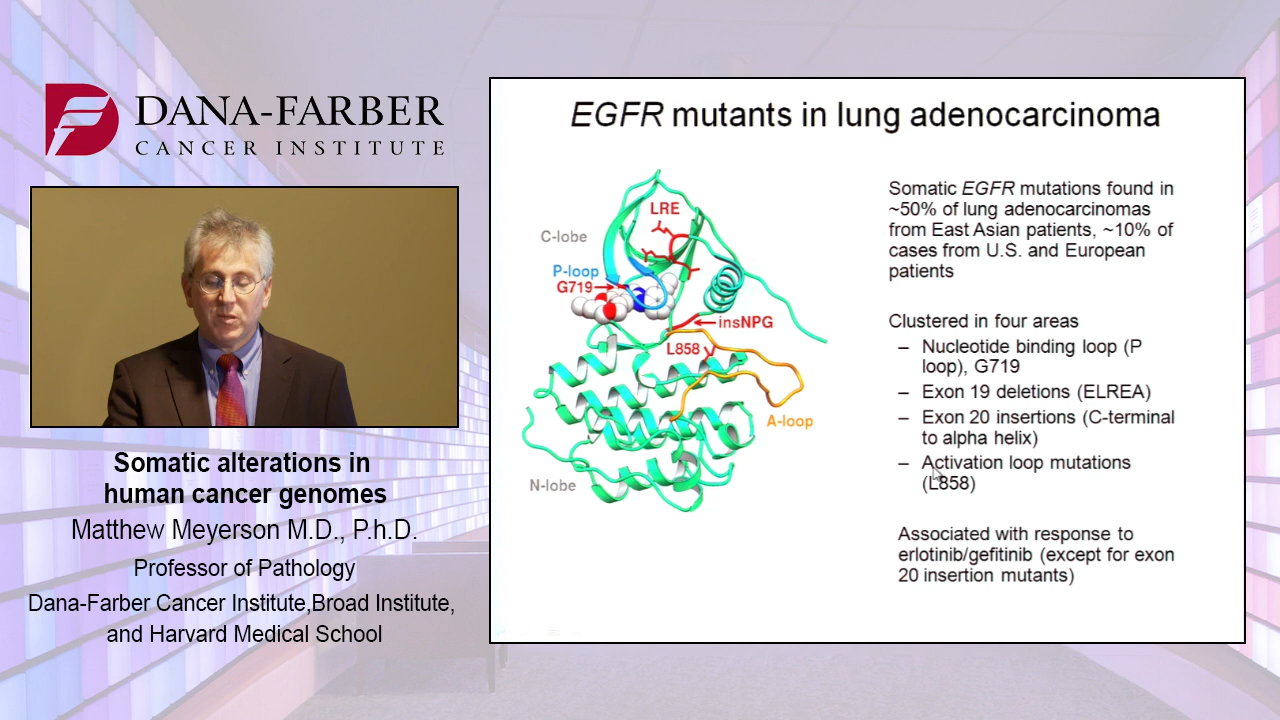 DANA-FARBER
CANCER INSTITUTE
Somatic alterations in
human cancer genomes
Matthew Meyerson M.D., P.h.D.
Professor of Pathology
Dana-Farber Cancer Institute,Broad Institute,
and Harvard Medical School
EGFR mutants in lung adenocarcinoma
LRE
C-lobe
P-loop
G719
insNPG
L858
A-loop
N-lobe
Somatic EGFR mutations found in
~50% of lung adenocarcinomas
from East Asian patients, ~10% of
cases from U.S. and European
patients
Clustered in four areas
– Nucleotide binding loop (P
loop), G719
– Exon 19 deletions (ELREA)
– Exon 20 insertions (C-terminal
to alpha helix)
– Activation loop mutations
(L858)
Associated with response to
erlotinib/gefitinib (except for exon
20 insertion mutants)